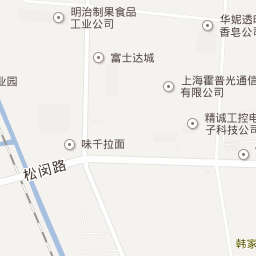 明治制果食品
工业公司
华妮透明
香皂公司
富士达城
业园
上海霍普光通信
有限公司
精诚工控电
子科技公司
味千拉面
松闵路
韩家